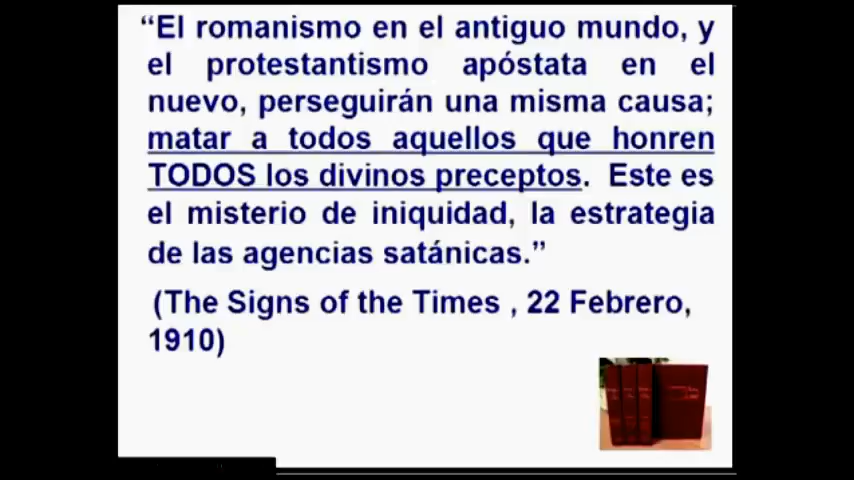 “El romanismo en el antiguo mundo, y
el protestantismo apóstata en el
nuevo, perseguirán una misma causa;
matar a todos aquellos que honren
TODOS los divinos preceptos. Este es
el misterio de iniquidad, la estrategia
de las agencias satánicas.”
(The Signs of the Times , 22 Febrero,
1910)